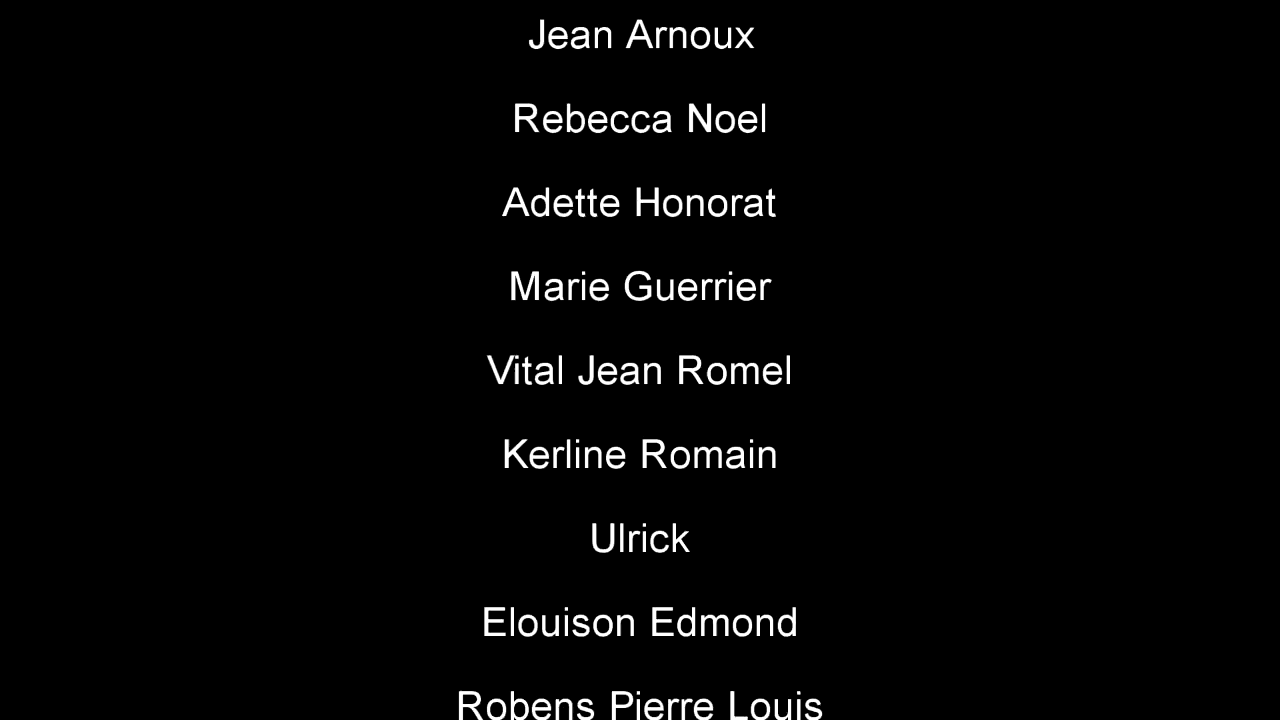 Jean Arnoux
Rebecca Noel
Adette Honorat
Marie Guerrier
Vital Jean Romel
Kerline Romain
Ulrick
Elouison Edmond
Robens Pierre Louis